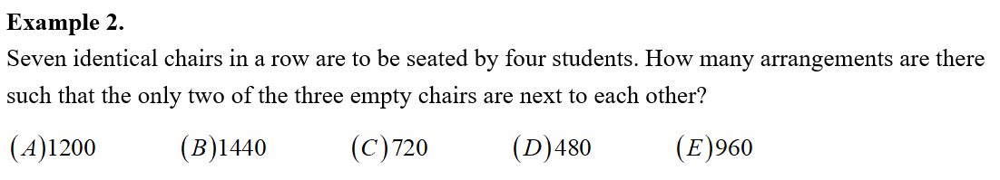 Example 2.
Seven identical chairs in a row are to be seated by four students. How many arrangements are there
such that the only two of the three empty chairs are next to each other?
(A)1200 (B)1440 (C)720 (D)480 (E)960